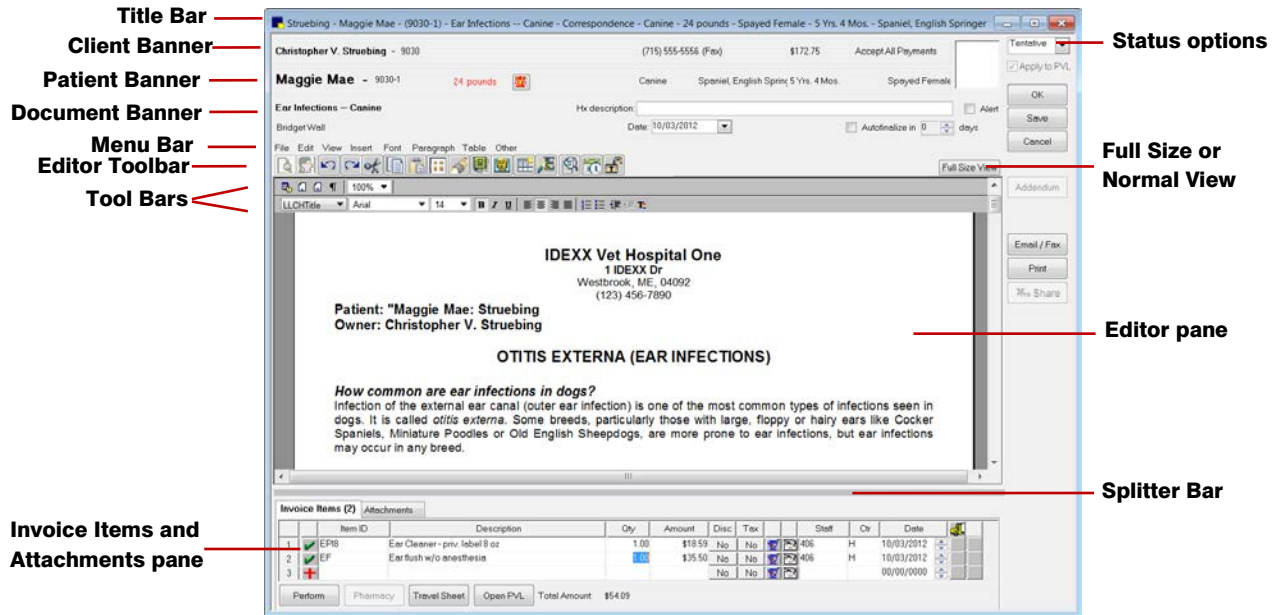 Title Bar
Struebing - Maggie Mae - (9030-1) - Ear Infections -- Canine - Correspondence - Canine - 24 pounds - Spayed Female - 5 Yrs. 4 Mos. - Spaniel, English Springer
Client Banner
Christopher V. Struebing - 9030 (715) 555-5556 (Fax) $172.75 Accept All Payments
Tentative
Status options
Apply to PVL
Patient Banner
Maggie Mae - 9030-1 24 pounds Canine Spaniel, English Spring 5 Yrs. 4 Mos. Spayed Female
OK
Document Banner
Ear Infections -- Canine Hx description: Alert
Save
Bridget Wall Date: 10/03/2012 Autofinalize in 0 days
Cancel
Menu Bar
File Edit View Insert Font Paragraph Table Other
Editor Toolbar
Full Size View
Full Size or
Normal View
Tool Bars
100%
Addendum
LLCHTitle Arial 14 B I U
IDEXX Vet Hospital One
1 IDEXX Dr
Westbrook, ME, 04092
(123) 456-7890
Email / Fax
Print
Share
Patient: "Maggie Mae: Struebing
Owner: Christopher V. Struebing
Editor pane
OTITIS EXTERNA (EAR INFECTIONS)
How common are ear infections in dogs?
Infection of the external ear canal (outer ear infection) is one of the most common types of infections seen in
dogs. It is called otitis externa. Some breeds, particularly those with large, floppy or hairy ears like Cocker
Spaniels, Miniature Poodles or Old English Sheepdogs, are more prone to ear infections, but ear infections
may occur in any breed.
Splitter Bar
Invoice Items (2) Attachments
Invoice Items and
Attachments pane
Item ID Description Qty Amount Disc Tax Staff Ctr Date
1 EPI8 Ear Cleaner - priv. label 8 oz 1.00 $18.59 No No 406 H 10/03/2012
2 EF Ear flush w/o anesthesia 1.00 $35.50 No No 406 H 10/03/2012
3 No No 00/00/0000
Perform Pharmacy Travel Sheet Open PVL Total Amount $54.09